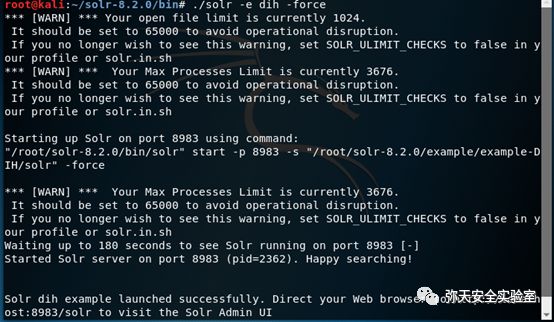 root@kali:~/solr-8.2.0/bin# ./solr -e dih -force
*** [WARN] *** Your open file limit is currently 1024.
It should be set to 65000 to avoid operational disruption.
If you no longer wish to see this warning, set SOLR_ULIMIT_CHECKS to false in y
our profile or solr.in.sh
*** [WARN] ***  Your Max Processes Limit is currently 3676.
It should be set to 65000 to avoid operational disruption.
If you no longer wish to see this warning, set SOLR_ULIMIT_CHECKS to false in y
our profile or solr.in.sh
Starting up Solr on port 8983 using command:
"/root/solr-8.2.0/bin/solr" start -p 8983 -s "/root/solr-8.2.0/example/example-D
IH/solr" -force
*** [WARN] ***  Your Max Processes Limit is currently 3676.
It should be set to 65000 to avoid operational disruption.
If you no longer wish to see this warning, set SOLR_ULIMIT_CHECKS to false in y
our profile or solr.in.sh
Waiting up to 180 seconds to see Solr running on port 8983 [-]
Started Solr server on port 8983 (pid=2362). Happy searching!
弥天安全实验室
Solr dih example launched successfully. Direct your Web browser
ost:8983/solr to visit the Solr Admin UI